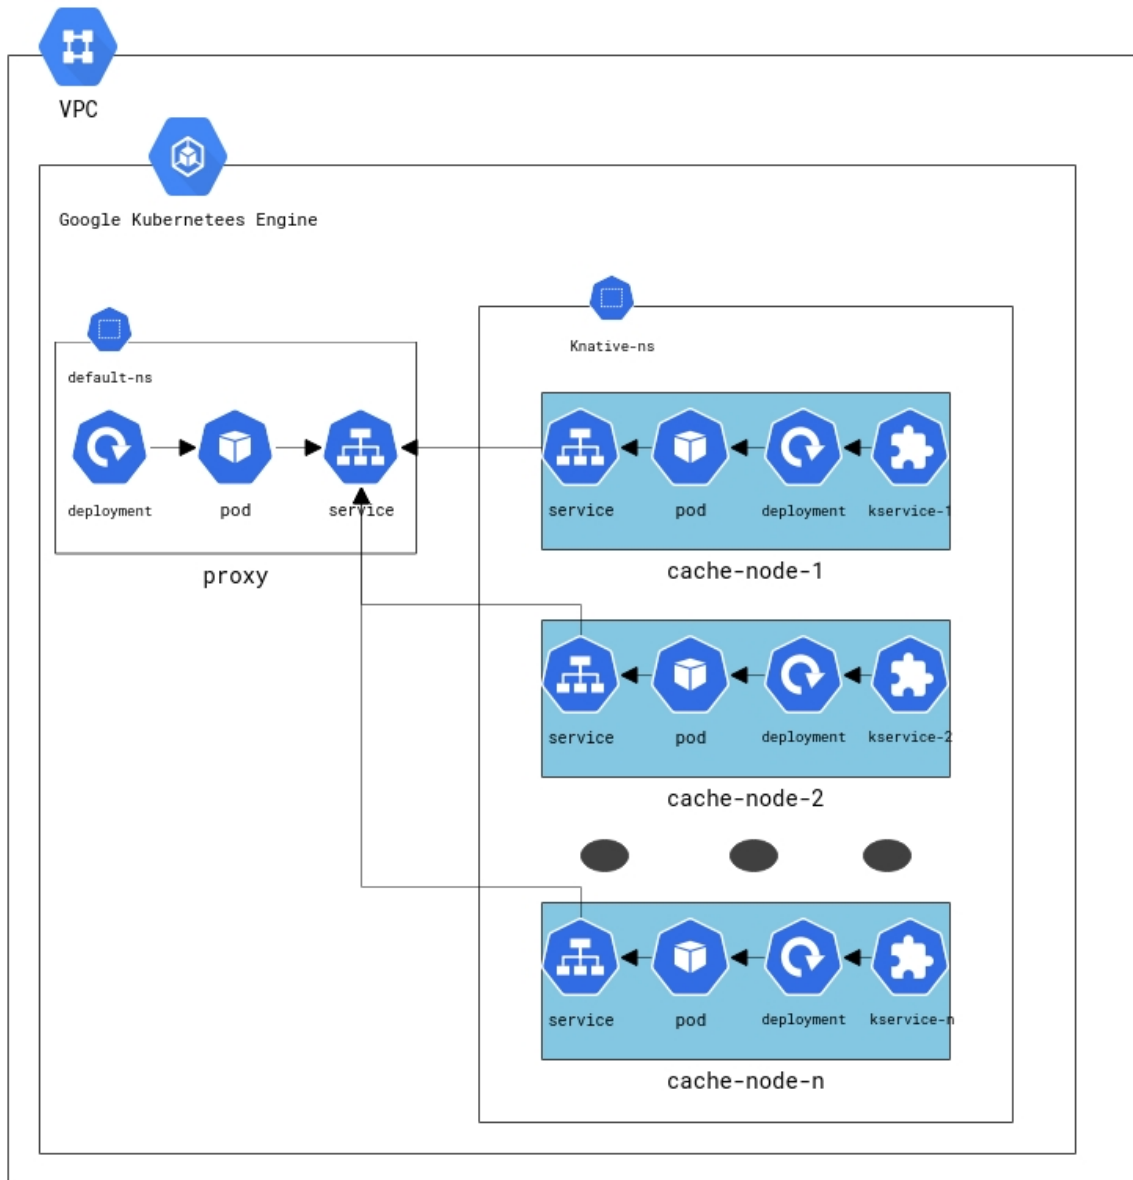 VPC
Google Kubernetees Engine
default-ns
Knative-ns
deployment
pod
service
proxy
service
pod
deployment
kservice-1
cache-node-1
service
pod
deployment
kservice-2
cache-node-2
service
pod
deployment
kservice-n
cache-node-n